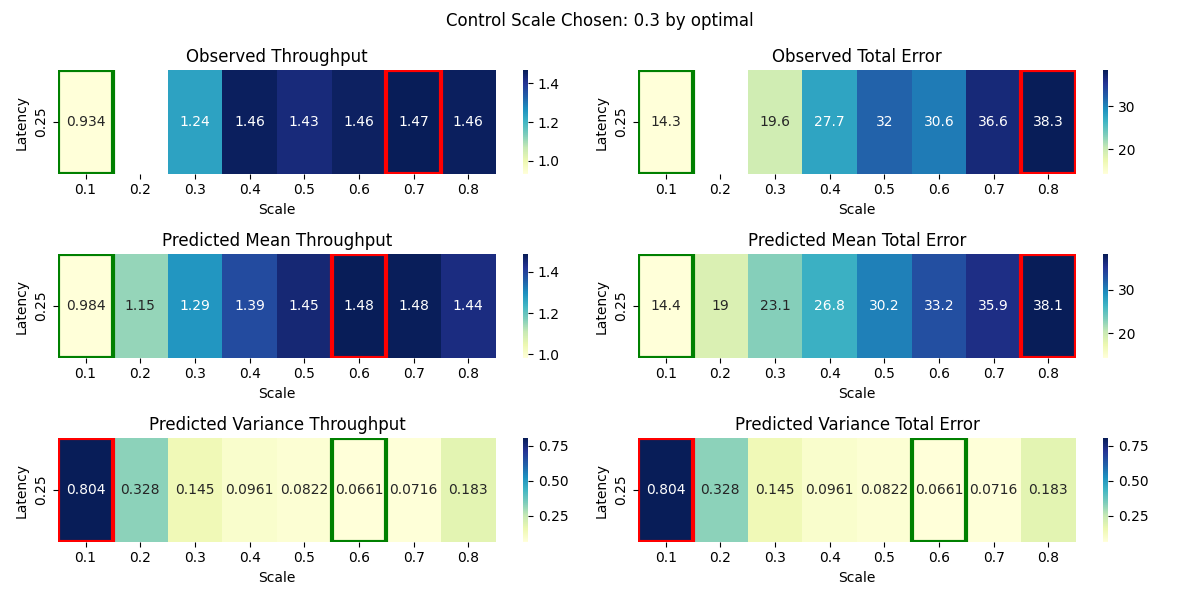 Control Scale Chosen: 0.3 by optimal
Observed Throughput
Latency
0.25
0.934 1.24 1.46 1.43 1.46 1.47 1.46
0.1 0.2 0.3 0.4 0.5 0.6 0.7 0.8
Scale
1.4
1.2
1.0
Observed Total Error
Latency
0.25
14.3 19.6 27.7 32 30.6 36.6 38.3
0.1 0.2 0.3 0.4 0.5 0.6 0.7 0.8
Scale
30
20
Predicted Mean Throughput
Latency
0.25
0.984 1.15 1.29 1.39 1.45 1.48 1.48 1.44
0.1 0.2 0.3 0.4 0.5 0.6 0.7 0.8
Scale
1.4
1.2
1.0
Predicted Mean Total Error
Latency
0.25
14.4 19 23.1 26.8 30.2 33.2 35.9 38.1
0.1 0.2 0.3 0.4 0.5 0.6 0.7 0.8
Scale
30
20
Predicted Variance Throughput
Latency
0.25
0.804 0.328 0.145 0.0961 0.0822 0.0661 0.0716 0.183
0.1 0.2 0.3 0.4 0.5 0.6 0.7 0.8
Scale
0.75
0.50
0.25
Predicted Variance Total Error
Latency
0.25
0.804 0.328 0.145 0.0961 0.0822 0.0661 0.0716 0.183
0.1 0.2 0.3 0.4 0.5 0.6 0.7 0.8
Scale
0.75
0.50
0.25